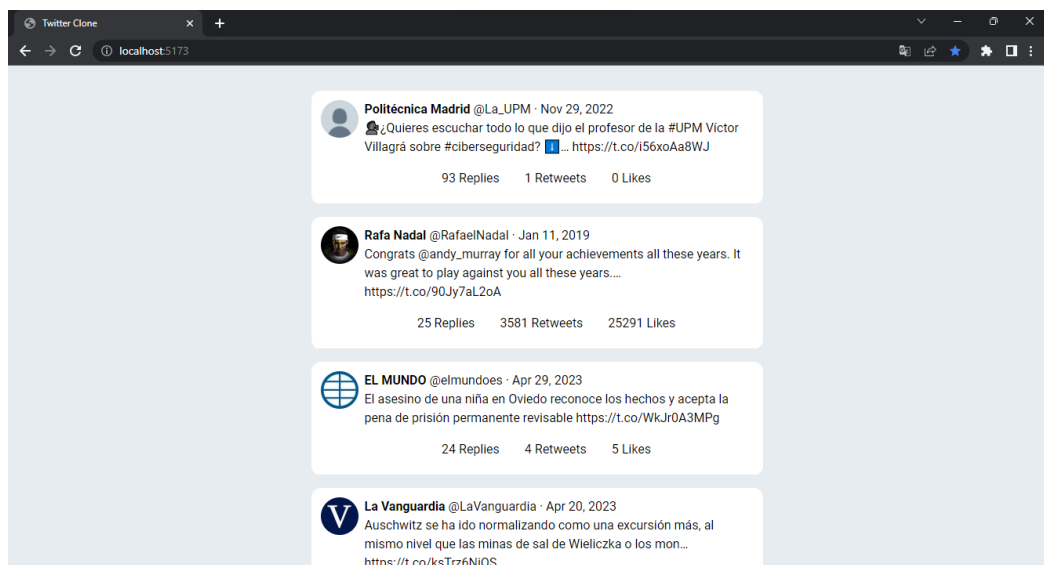 Twitter Clone
localhost:5173
Politécnica Madrid @La_UPM · Nov 29, 2022
🕵¿Quieres escuchar todo lo que dijo el profesor de la #UPM Víctor
Villagrá sobre #ciberseguridad? ⬇️... https://t.co/i56xoAa8WJ
93 Replies 1 Retweets 0 Likes
Rafa Nadal @RafaelNadal · Jan 11, 2019
Congrats @andy_murray for all your achievements all these years. It
was great to play against you all these years....
https://t.co/90Jy7aL2oA
25 Replies 3581 Retweets 25291 Likes
EL MUNDO @elmundoes · Apr 29, 2023
El asesino de una niña en Oviedo reconoce los hechos y acepta la
pena de prisión permanente revisable https://t.co/WkJr0A3MPg
24 Replies 4 Retweets 5 Likes
V
La Vanguardia @LaVanguardia · Apr 20, 2023
Auschwitz se ha ido normalizando como una excursión más, al
mismo nivel que las minas de sal de Wieliczka o los mon...
https://t.co/ksTrz6NiOS